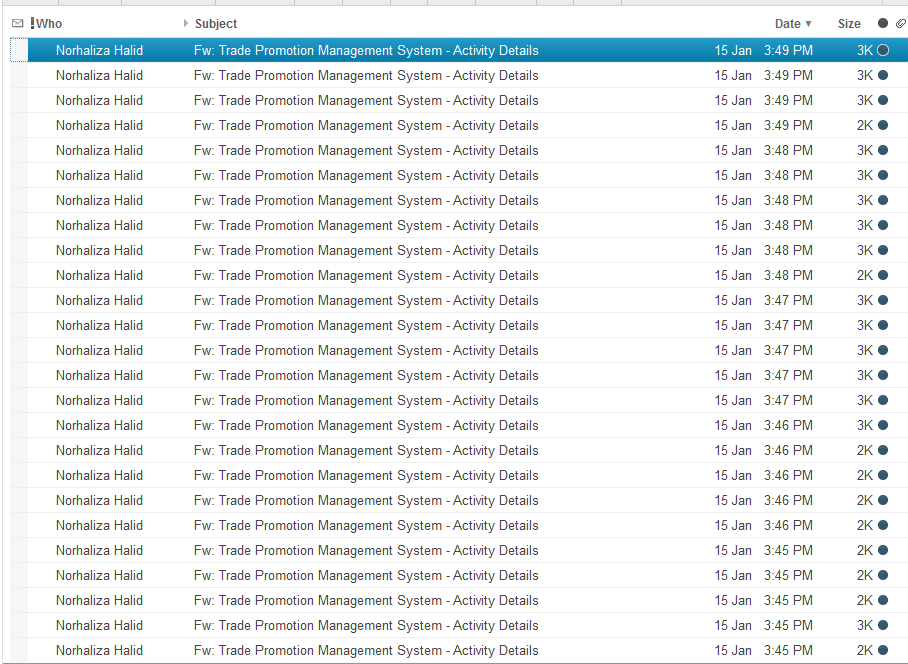 !Who Subject Date Size
Norhaliza Halid Fw: Trade Promotion Management System - Activity Details 15 Jan 3:49 PM 3K
Norhaliza Halid Fw: Trade Promotion Management System - Activity Details 15 Jan 3:49 PM 3K
Norhaliza Halid Fw: Trade Promotion Management System - Activity Details 15 Jan 3:49 PM 3K
Norhaliza Halid Fw: Trade Promotion Management System - Activity Details 15 Jan 3:49 PM 2K
Norhaliza Halid Fw: Trade Promotion Management System - Activity Details 15 Jan 3:48 PM 3K
Norhaliza Halid Fw: Trade Promotion Management System - Activity Details 15 Jan 3:48 PM 3K
Norhaliza Halid Fw: Trade Promotion Management System - Activity Details 15 Jan 3:48 PM 3K
Norhaliza Halid Fw: Trade Promotion Management System - Activity Details 15 Jan 3:48 PM 3K
Norhaliza Halid Fw: Trade Promotion Management System - Activity Details 15 Jan 3:48 PM 3K
Norhaliza Halid Fw: Trade Promotion Management System - Activity Details 15 Jan 3:48 PM 2K
Norhaliza Halid Fw: Trade Promotion Management System - Activity Details 15 Jan 3:47 PM 3K
Norhaliza Halid Fw: Trade Promotion Management System - Activity Details 15 Jan 3:47 PM 3K
Norhaliza Halid Fw: Trade Promotion Management System - Activity Details 15 Jan 3:47 PM 3K
Norhaliza Halid Fw: Trade Promotion Management System - Activity Details 15 Jan 3:47 PM 3K
Norhaliza Halid Fw: Trade Promotion Management System - Activity Details 15 Jan 3:47 PM 3K
Norhaliza Halid Fw: Trade Promotion Management System - Activity Details 15 Jan 3:46 PM 3K
Norhaliza Halid Fw: Trade Promotion Management System - Activity Details 15 Jan 3:46 PM 2K
Norhaliza Halid Fw: Trade Promotion Management System - Activity Details 15 Jan 3:46 PM 2K
Norhaliza Halid Fw: Trade Promotion Management System - Activity Details 15 Jan 3:46 PM 2K
Norhaliza Halid Fw: Trade Promotion Management System - Activity Details 15 Jan 3:46 PM 2K
Norhaliza Halid Fw: Trade Promotion Management System - Activity Details 15 Jan 3:45 PM 2K
Norhaliza Halid Fw: Trade Promotion Management System - Activity Details 15 Jan 3:45 PM 2K
Norhaliza Halid Fw: Trade Promotion Management System - Activity Details 15 Jan 3:45 PM 2K
Norhaliza Halid Fw: Trade Promotion Management System - Activity Details 15 Jan 3:45 PM 3K
Norhaliza Halid Fw: Trade Promotion Management System - Activity Details 15 Jan 3:45 PM 2K